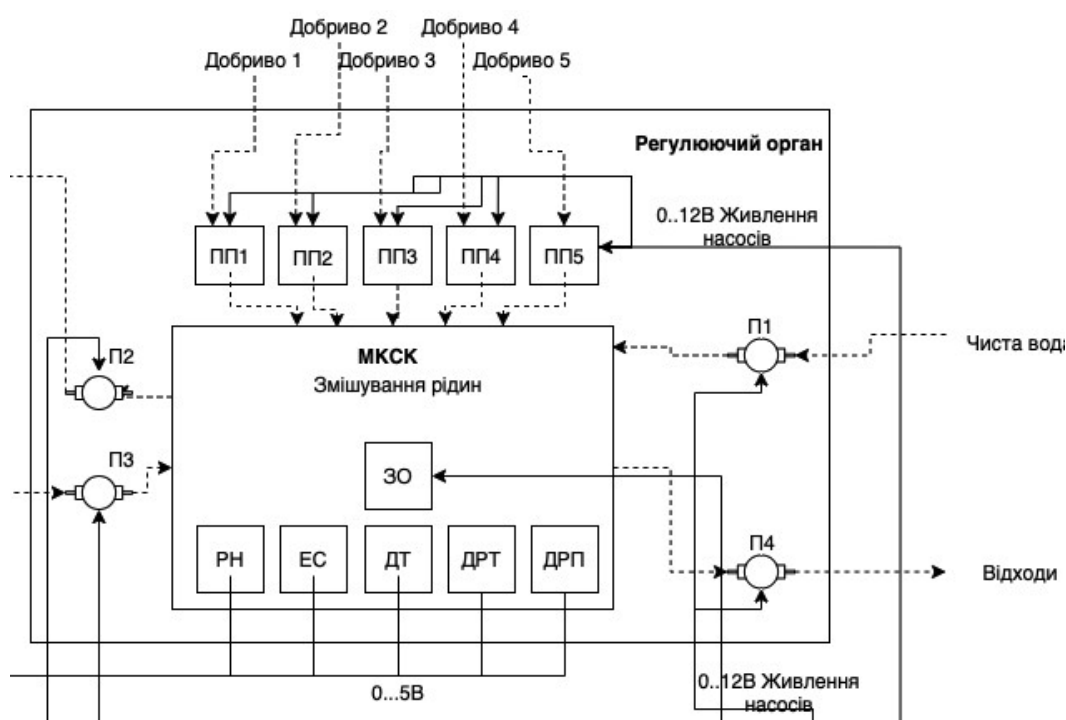 Добриво 2
Добриво 4
Добриво 1
Добриво 3
Добриво 5
Регулюючий орган
0..12В Живлення
насосів
ПП1
ПП2
ПП3
ПП4
ПП5
П1
П2
МКСК
Змішування рідин
Чиста вода
П3
ЗО
РН
ЕС
ДТ
ДРТ
ДРП
П4
Відходи
0...5В
0..12В Живлення
насосів